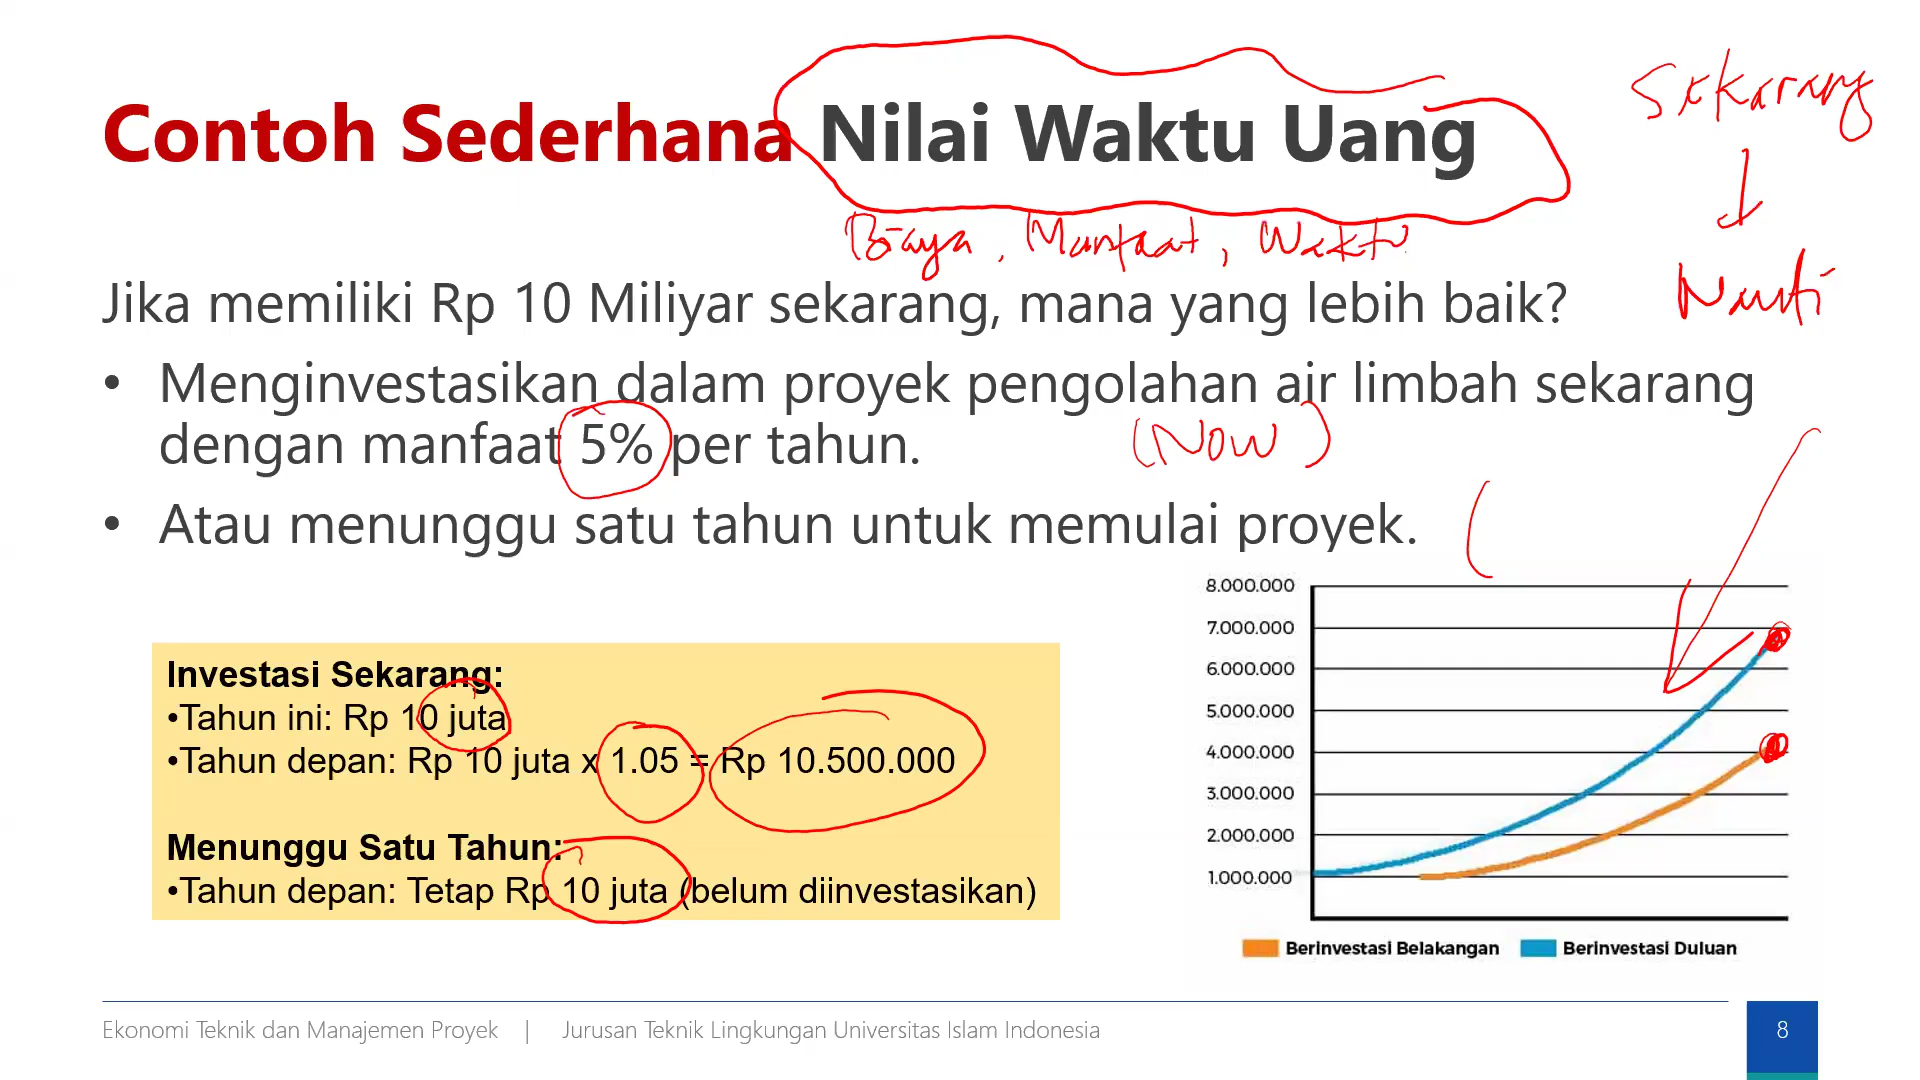 Contoh Sederhana Nilai Waktu Uang
Sekarang
Biaya, Manfaat, Waktu
Nanti
Jika memiliki Rp 10 Miliyar sekarang, mana yang lebih baik?
• Menginvestasikan dalam proyek pengolahan air limbah sekarang
dengan manfaat 5% per tahun.
(Now)
• Atau menunggu satu tahun untuk memulai proyek.
(
Investasi Sekarang:
•Tahun ini: Rp 10 juta
•Tahun depan: Rp 10 juta x 1.05 = Rp 10.500.000
Menunggu Satu Tahun:
•Tahun depan: Tetap Rp 10 juta (belum diinvestasikan)
8.000.000
7.000.000
6.000.000
5.000.000
4.000.000
3.000.000
2.000.000
1.000.000
Berinvestasi Belakangan
Berinvestasi Duluan
Ekonomi Teknik dan Manajemen Proyek | Jurusan Teknik Lingkungan Universitas Islam Indonesia
8